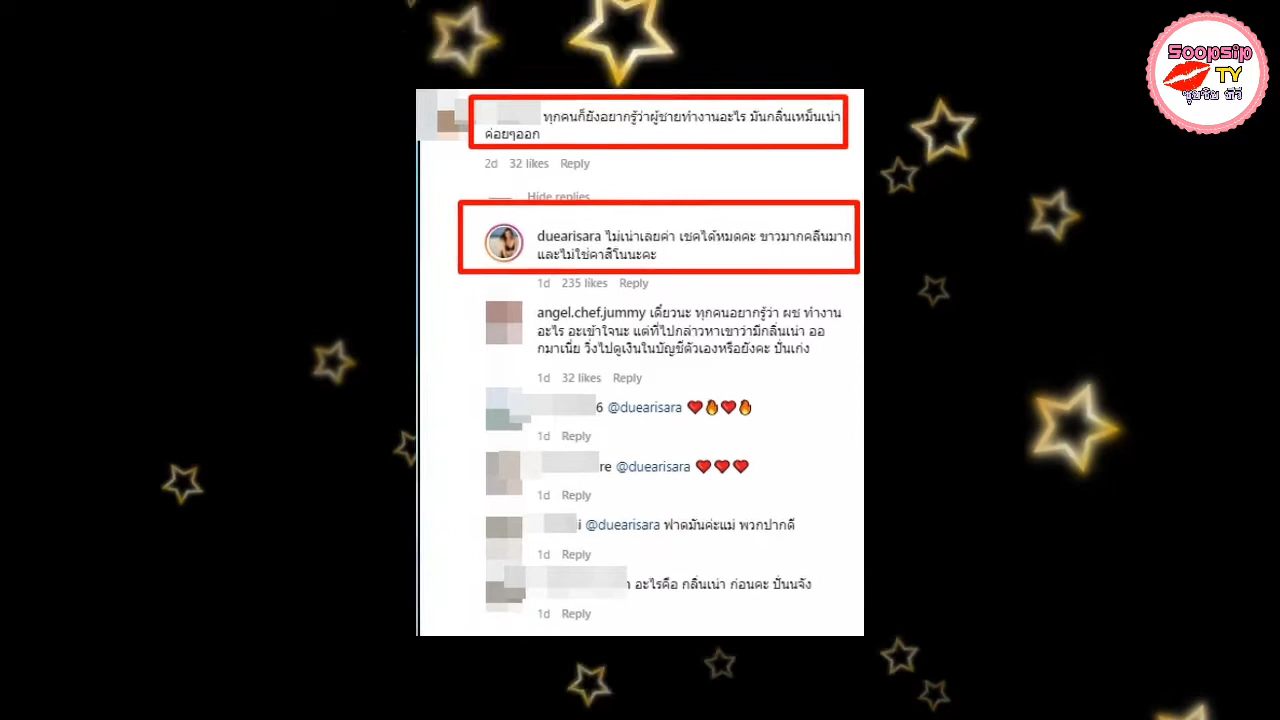 Soopsip
TY
ซุบซิบ ทีวี
ทุกคนก็ยังอยากรู้ว่าผู้ชายทำงานอะไร มันกลิ่นเหม็นเน่า
ค่อยๆออก
2d 32 likes Reply
Hide replies
duearisara ไม่เน่าเลยค่า เชคได้หมดคะ ขาวมากคลีนมาก
และไม่ใช่คาสิโนนะคะ
1d 235 likes Reply
angel.chef.jummy เดี๋ยวนะ ทุกคนอยากรู้ว่า ผช ทำงาน
อะไร อะเข้าใจนะ แต่ที่ไปกล่าวหาเขาว่ามีกลิ่นเน่า ออ
กมาเนี่ย วิ่งไปดูเงินในบัญชีตัวเองหรือยังคะ ปั่นเก่ง
1d 32 likes Reply
6 @duearisara ❤️🔥❤️🔥
1d Reply
re @duearisara ❤️❤️❤️
1d Reply
i @duearisara ฟาดมันค่ะแม่ พวกปากดี
1d Reply
อะไรคือ กลิ่นเน่า ก่อนคะ ปั่นนจัง
1d Reply